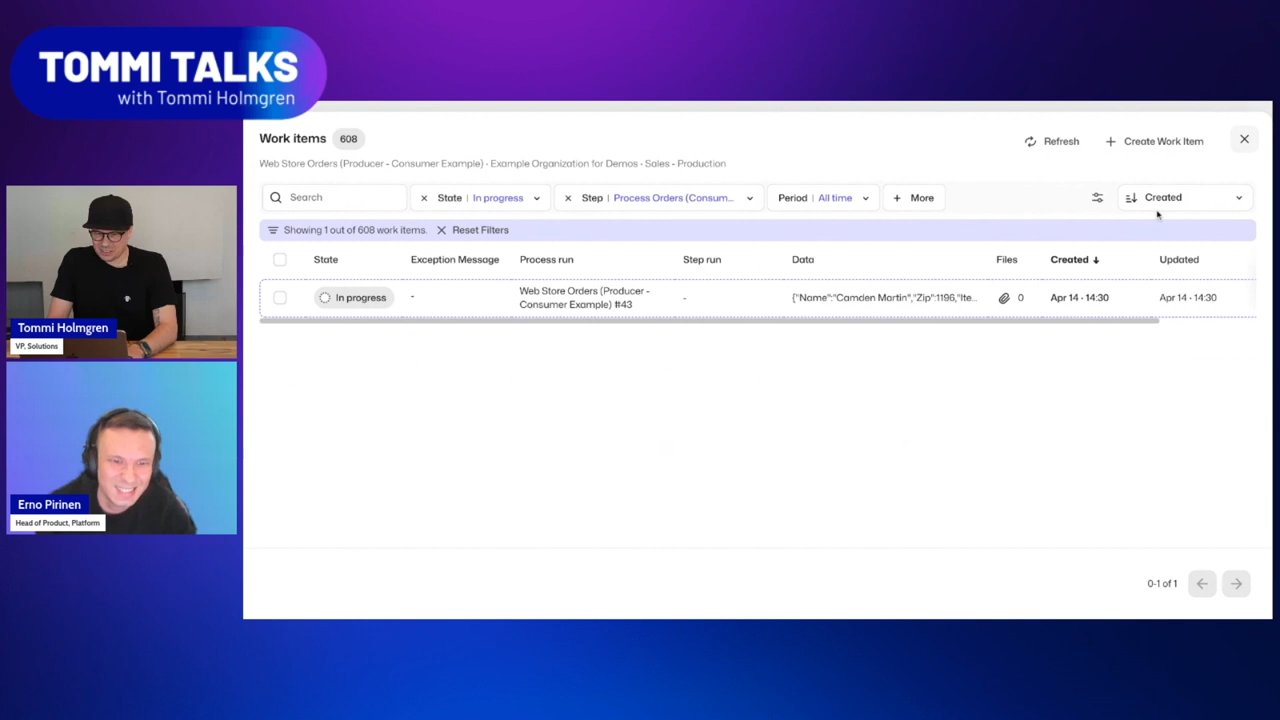 TOMMI TALKS
with Tommi Holmgren
Work items 608
Refresh
Create Work Item
Web Store Orders (Producer - Consumer Example) · Example Organization for Demos · Sales - Production
Search
State | In progress
Step | Process Orders (Consum...
Period | All time
+ More
Created
Showing 1 out of 608 work items.
Reset Filters
State
Exception Message
Process run
Step run
Data
Files
Created
Updated
In progress
-
Web Store Orders (Producer -
Consumer Example) #43
-
{"Name":"Camden Martin","Zip":1196,"Ite...
0
Apr 14 · 14:30
Apr 14 · 14:30
0-1 of 1
Tommi Holmgren
VP, Solutions
Erno Pirinen
Head of Product, Platform